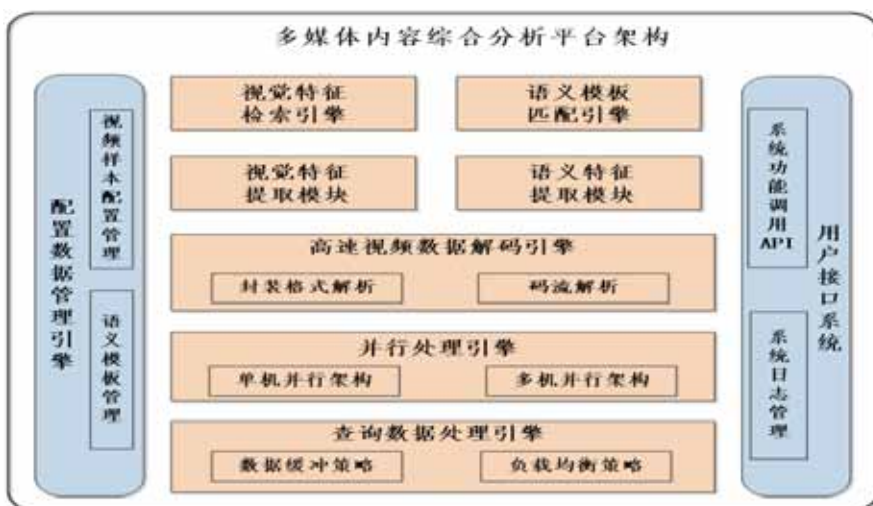 多媒体内容综合分析平台架构
配置数据管理引擎
视频样本配置管理
语义模板管理
视觉特征
检索引擎
语义模板
匹配引擎
视觉特征
提取模块
语义特征
提取模块
高速视频数据解码引擎
封装格式解析
码流解析
并行处理引擎
单机并行架构
多机并行架构
查询数据处理引擎
数据缓冲策略
负载均衡策略
系统功能调用
API
系统日志管理
用户接口系统